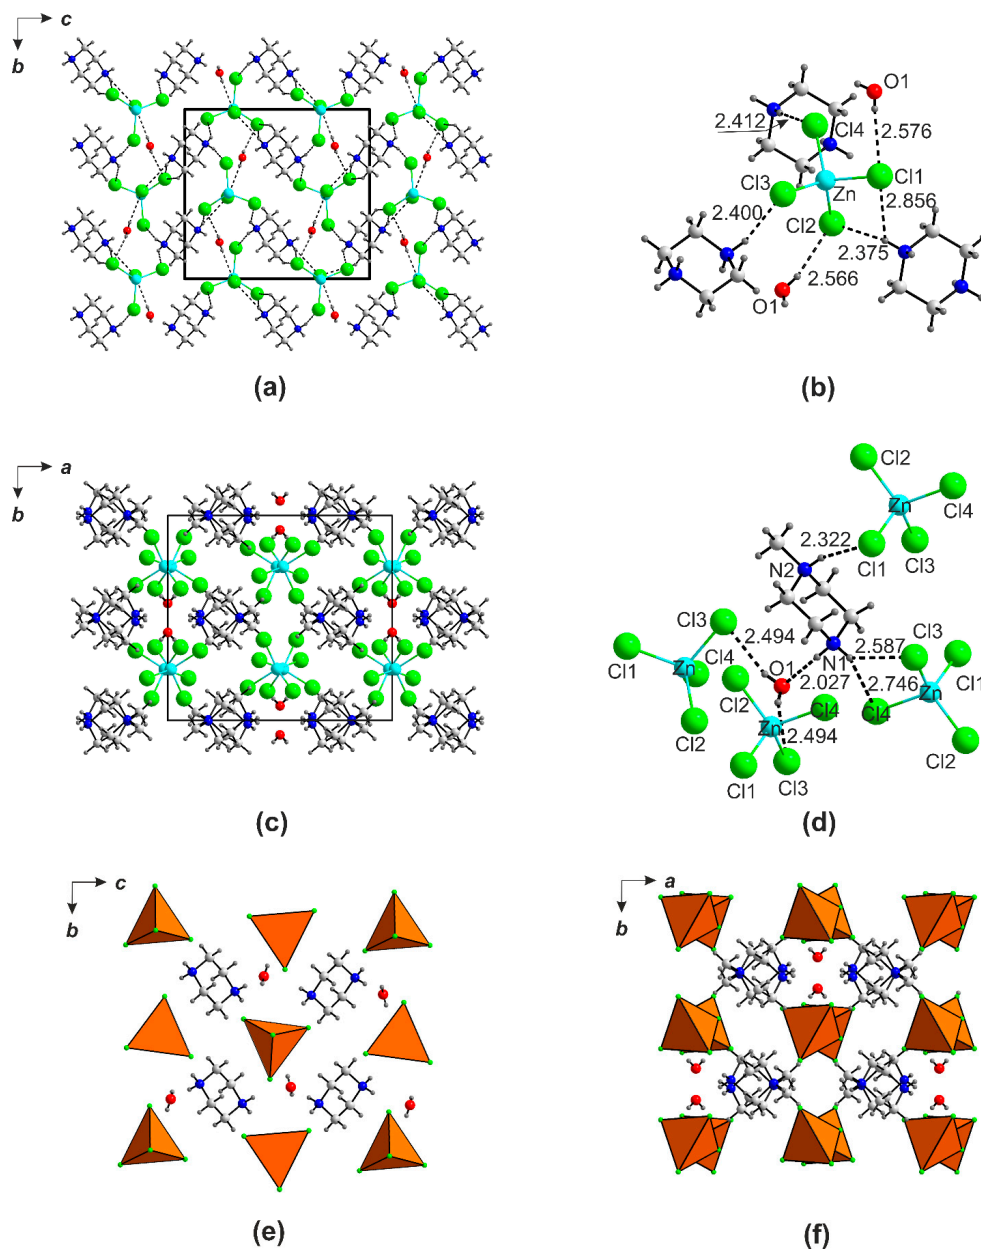 c
b
(a)
O1
2.412
Cl4
2.576
Cl3
Zn
Cl1
2.856
2.400
Cl2
2.375
2.566
O1
(b)
a
b
(c)
Cl2
Zn
Cl4
2.322
N2
Cl1
Cl3
Cl3
2.494
Cl3
2.587
Cl1
Zn
Cl4
O1
N1
2.027
2.746
Zn
Cl1
Cl2
Cl4
Cl4
Cl2
Zn
2.494
Cl2
Cl1
Cl3
(d)
c
b
(e)
a
b
(f)